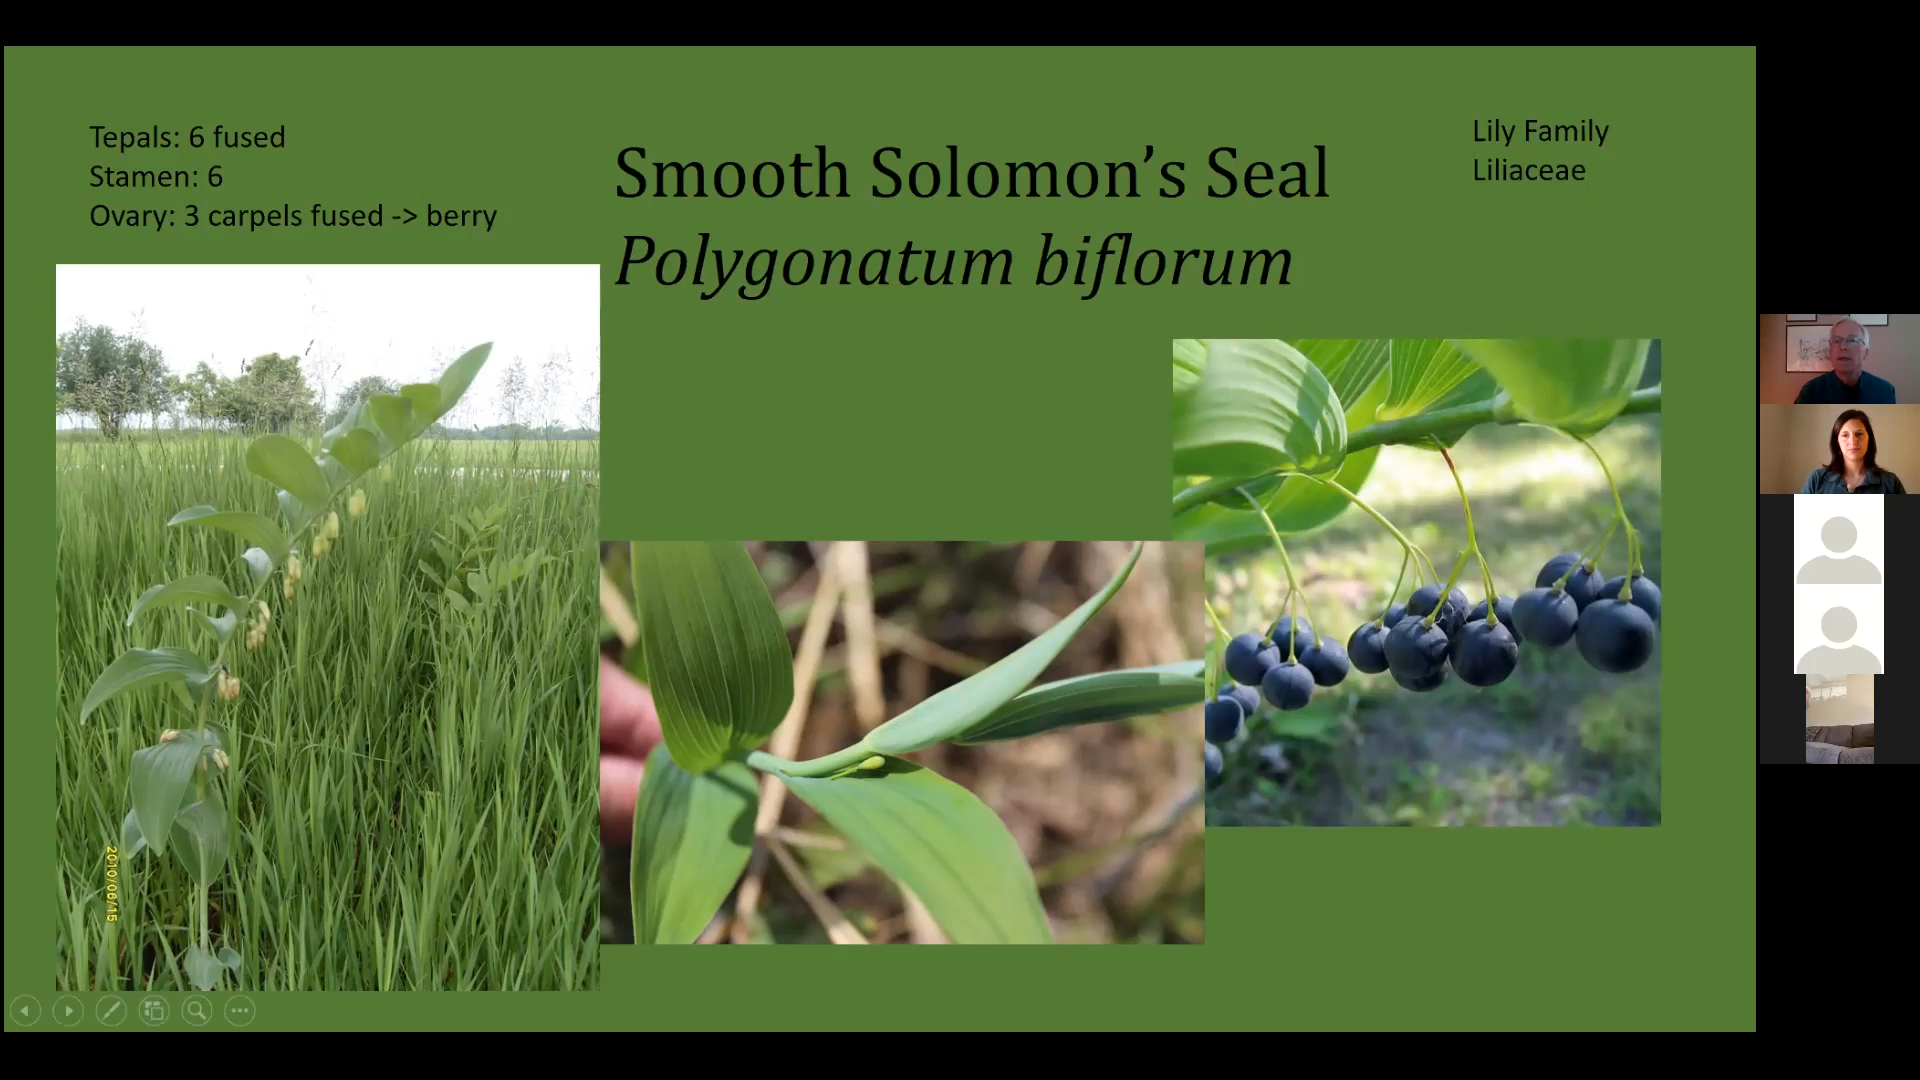 Tepals: 6 fused
Stamen: 6
Ovary: 3 carpels fused -> berry
Smooth Solomon’s Seal
Polygonatum biflorum
Lily Family
Liliaceae
2010/06/15